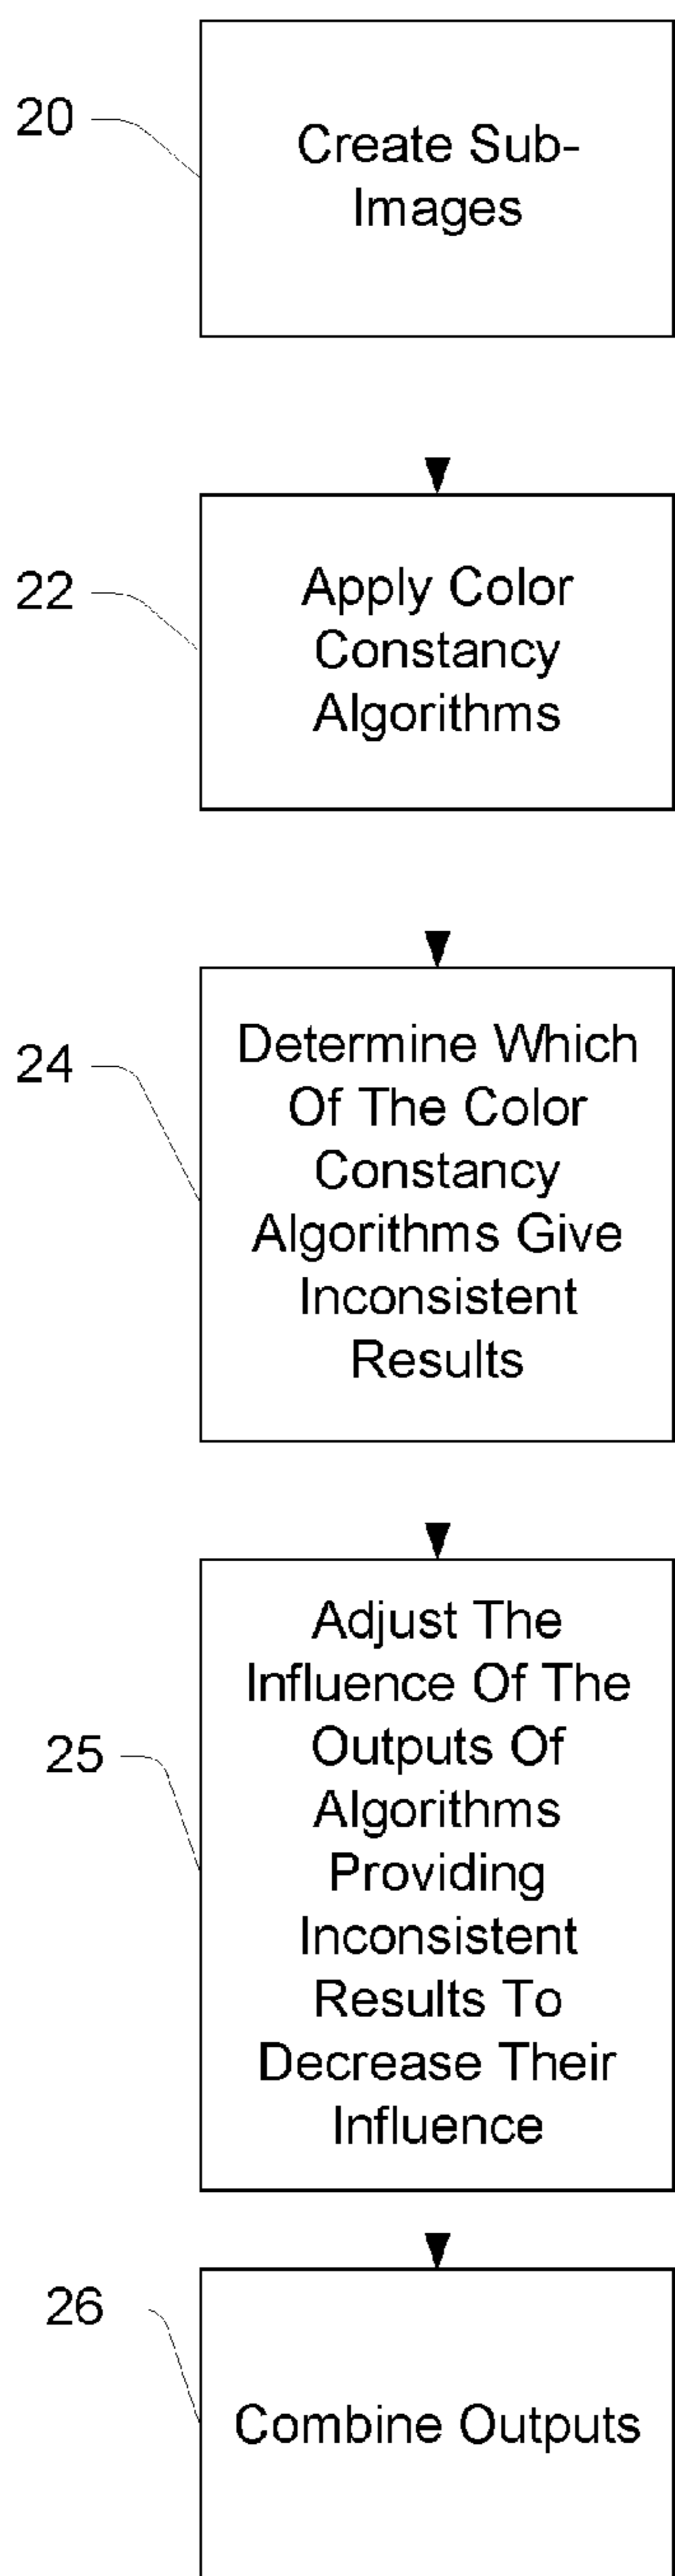 20
Create Sub-
Images
22
Apply Color
Constancy
Algorithms
24
Determine Which
Of The Color
Constancy
Algorithms Give
Inconsistent
Results
25
Adjust The
Influence Of The
Outputs Of
Algorithms
Providing
Inconsistent
Results To
Decrease Their
Influence
26
Combine Outputs